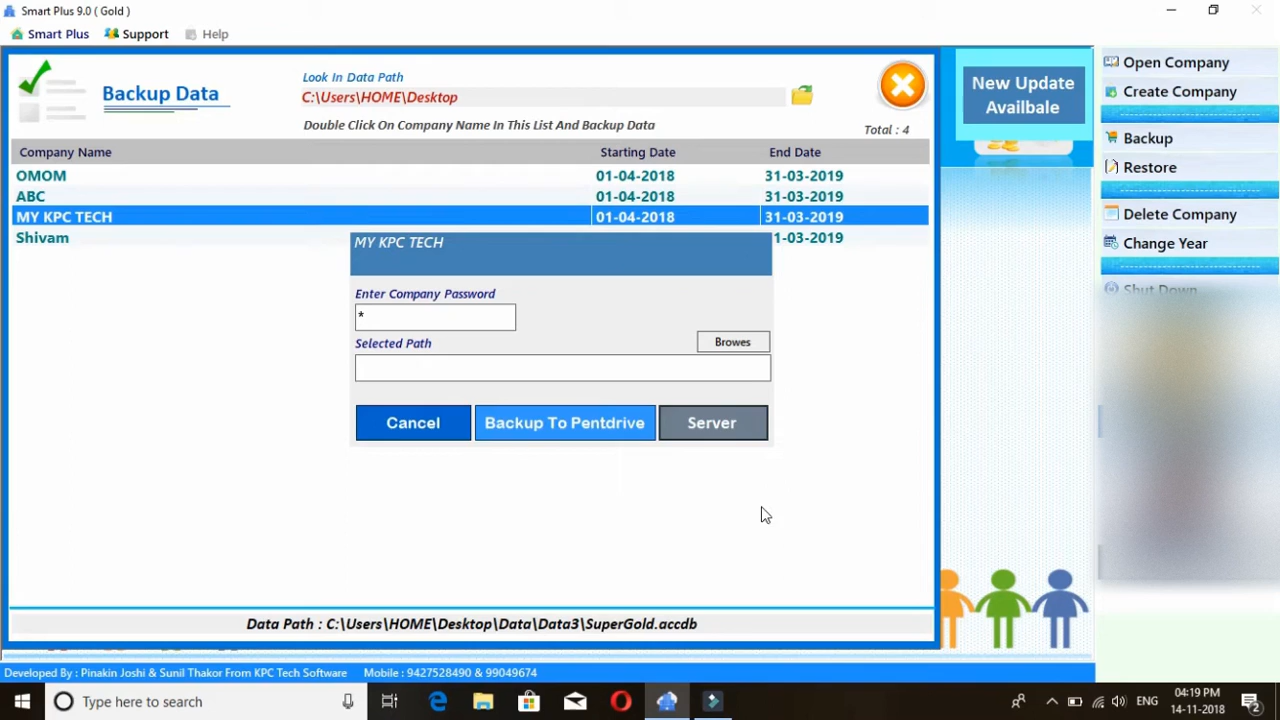 Smart Plus 9.0 ( Gold )
Smart Plus Support Help
Look In Data Path
Backup Data
C:\Users\HOME\Desktop
Double Click On Company Name In This List And Backup Data
Total : 4
Company Name Starting Date End Date
OMOM 01-04-2018 31-03-2019
ABC 01-04-2018 31-03-2019
MY KPC TECH 01-04-2018 31-03-2019
Shivam 1-03-2019
MY KPC TECH
Enter Company Password
*
Selected Path
Browes
Cancel Backup To Pentdrive Server
Data Path : C:\Users\HOME\Desktop\Data\Data3\SuperGold.accdb
New Update
Availbale
Open Company
Create Company
Backup
Restore
Delete Company
Change Year
Shut Down
Developed By : Pinakin Joshi & Sunil Thakor From KPC Tech Software Mobile : 9427528490 & 99049674
Type here to search
ENG
04:19 PM
14-11-2018
2